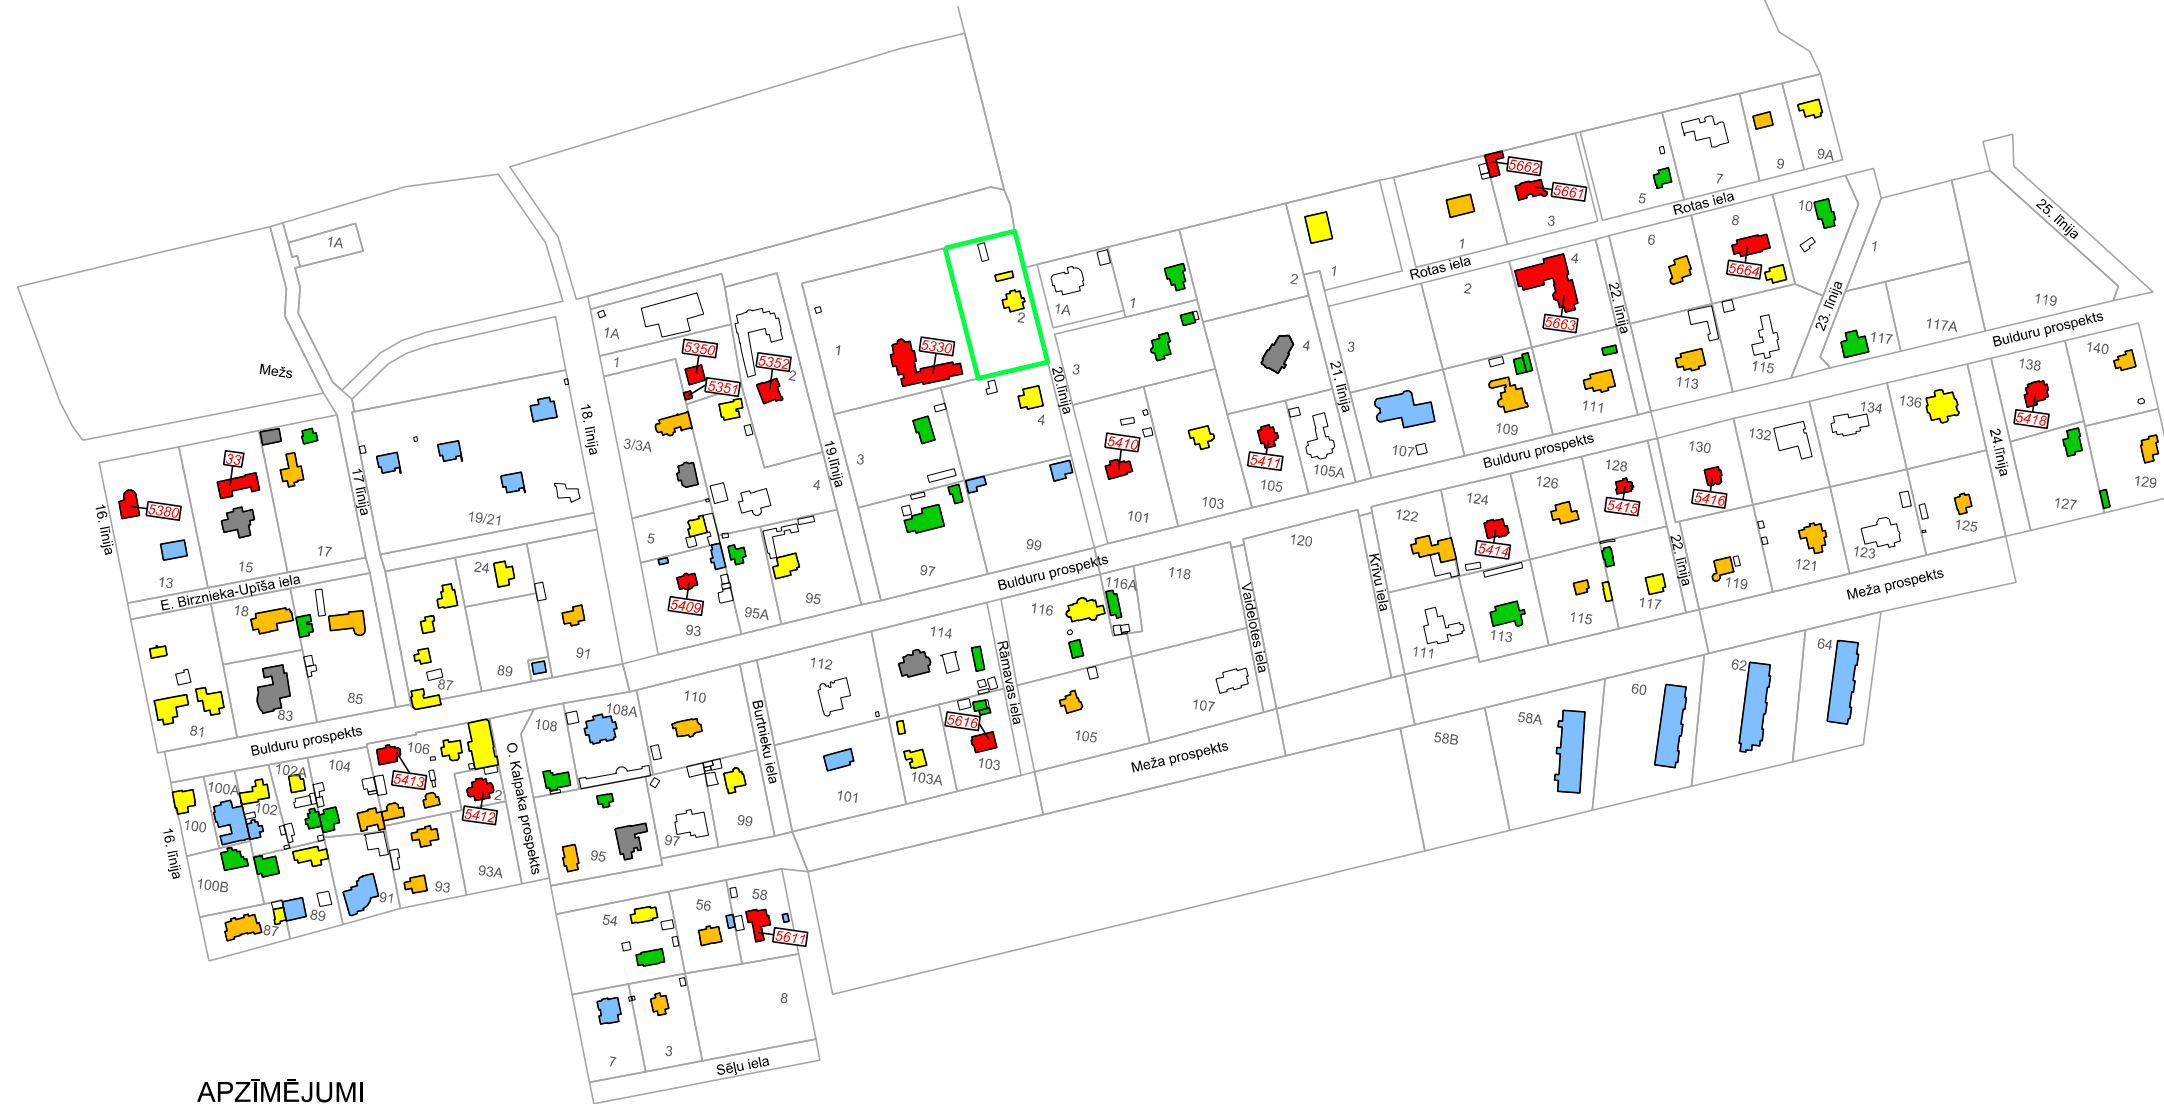 1A
Mežs
16. līnija
5380
33
13
15
17
17 līnija
19/21
18. līnija
E. Birznieka-Upīša iela
1A
1
5350
5351
5352
2
3/3A
4
5
5409
93
95A
95
19.līnija
1
5330
2
3
4
97
99
20.līnija
1A
1
2
1
3
4
3
5410
101
103
5411
105
105A
107
21. līnija
Rotas iela
1
5662
5661
3
5
7
9
9A
Rotas iela
2
4
5663
6
8
5664
10
1
22. līnija
23. līnija
25. līnija
109
111
113
115
117
117A
119
Bulduru prospekts
18
24
81
83
85
87
89
91
Bulduru prospekts
Bulduru prospekts
Bulduru prospekts
100
100A
102
102A
104
106
5413
5412
2
16. līnija
100B
87
89
91
93
93A
O. Kalpaka prospekts
108
108A
110
95
97
99
Burtnieku iela
112
114
101
103A
5616
103
Rāmavas iela
116
116A
118
105
107
Vaidelotes iela
120
Krīvu iela
Meža prospekts
122
124
5414
126
128
5415
111
113
115
117
22. līnija
130
5416
132
134
136
119
121
123
125
24.līnija
138
5418
140
127
129
Meža prospekts
58B
58A
60
62
64
54
56
58
5611
7
3
8
Sēļu iela
APZĪMĒJUMI